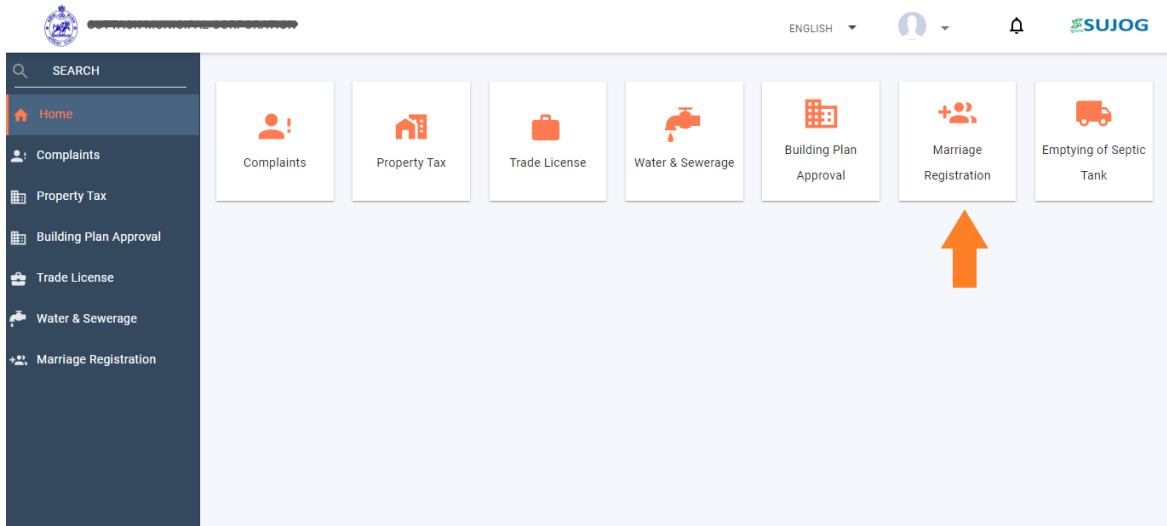 ENGLISH
SUJOG
SEARCH
Home
Complaints
Property Tax
Building Plan Approval
Trade License
Water & Sewerage
Marriage Registration
Complaints
Property Tax
Trade License
Water & Sewerage
Building Plan
Approval
Marriage
Registration
Emptying of Septic
Tank